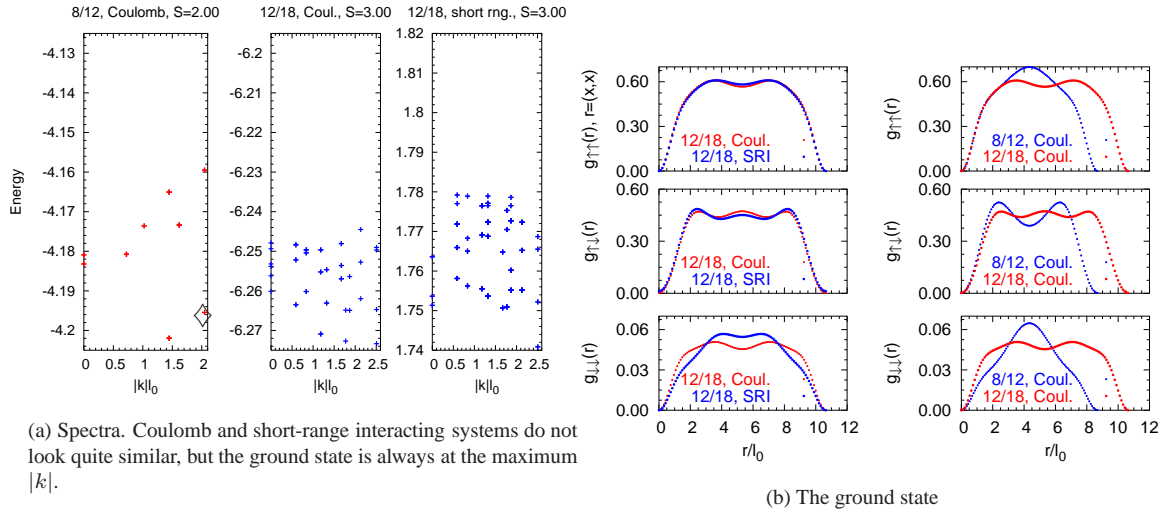 8/12, Coulomb, S=2.00
12/18, Coul., S=3.00
12/18, short rng., S=3.00
Energy
-4.13
-4.14
-4.15
-4.16
-4.17
-4.18
-4.19
-4.2
0 0.5 1 1.5 2
|k|l0
-6.2
-6.21
-6.22
-6.23
-6.24
-6.25
-6.26
-6.27
0 0.5 1 1.5 2 2.5
|k|l0
1.82
1.81
1.80
1.79
1.78
1.77
1.76
1.75
1.74
0 0.5 1 1.5 2 2.5
|k|l0
(a) Spectra. Coulomb and short-range interacting systems do not
look quite similar, but the ground state is always at the maximum
|k|.
g↑↑(r), r=(x,x)
0.60
0.30
0.00
12/18, Coul.
12/18, SRI
g↑↑(r)
0.60
0.30
0.00
8/12, Coul.
12/18, Coul.
g↑↓(r)
0.60
0.30
0.00
12/18, Coul.
12/18, SRI
g↑↓(r)
0.60
0.30
0.00
8/12, Coul.
12/18, Coul.
g↓↓(r)
0.06
0.03
0.00
12/18, Coul.
12/18, SRI
0 2 4 6 8 10 12
r/l0
g↓↓(r)
0.06
0.03
0.00
8/12, Coul.
12/18, Coul.
0 2 4 6 8 10 12
r/l0
(b) The ground state